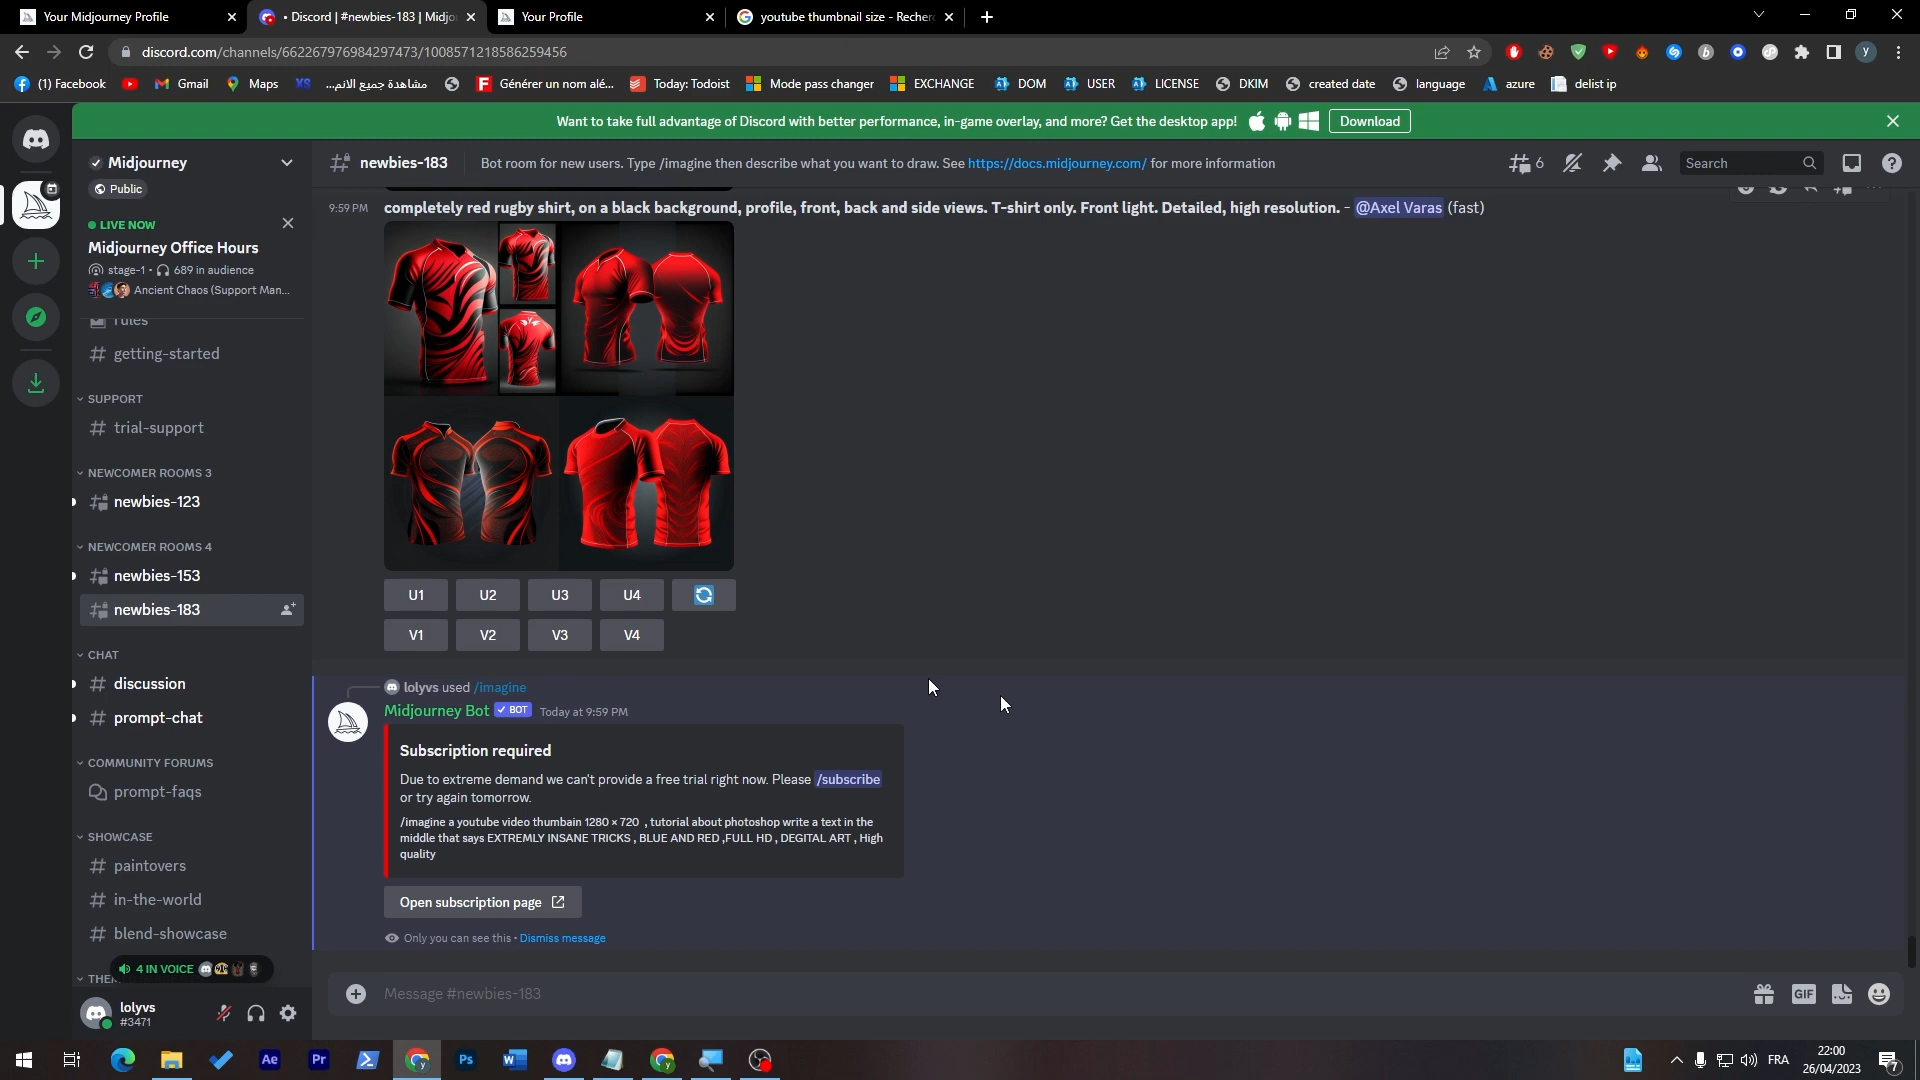 Your Midjourney Profile
• Discord | #newbies-183 | Midjo
Your Profile
youtube thumbnail size - Recher
discord.com/channels/662267976984297473/1008571218586259456
(1) Facebook
Gmail
Maps
XS
مشاهدة جميع الانم...
Générer un nom alé...
Today: Todoist
Mode pass changer
EXCHANGE
DOM
USER
LICENSE
DKIM
created date
language
azure
delist ip
Want to take full advantage of Discord with better performance, in-game overlay, and more? Get the desktop app!
Download
Midjourney
Public
newbies-183
Bot room for new users. Type /imagine then describe what you want to draw. See https://docs.midjourney.com/ for more information
6
Search
LIVE NOW
Midjourney Office Hours
stage-1 • 689 in audience
Ancient Chaos (Support Man...
rules
getting-started
SUPPORT
trial-support
NEWCOMER ROOMS 3
newbies-123
NEWCOMER ROOMS 4
newbies-153
newbies-183
CHAT
discussion
prompt-chat
COMMUNITY FORUMS
prompt-faqs
SHOWCASE
paintovers
in-the-world
blend-showcase
4 IN VOICE
lolyvs
#3471
9:59 PM
completely red rugby shirt, on a black background, profile, front, back and side views. T-shirt only. Front light. Detailed, high resolution. - @Axel Varas (fast)
U1 U2 U3 U4
V1 V2 V3 V4
lolyvs used /imagine
Midjourney Bot BOT Today at 9:59 PM
Subscription required
Due to extreme demand we can't provide a free trial right now. Please /subscribe
or try again tomorrow.
/imagine a youtube video thumbain 1280 × 720 , tutorial about photoshop write a text in the
middle that says EXTREMLY INSANE TRICKS , BLUE AND RED ,FULL HD , DEGITAL ART , High
quality
Open subscription page
Only you can see this • Dismiss message
Message #newbies-183
GIF
Ae
Pr
Ps
FRA
22:00
26/04/2023
7